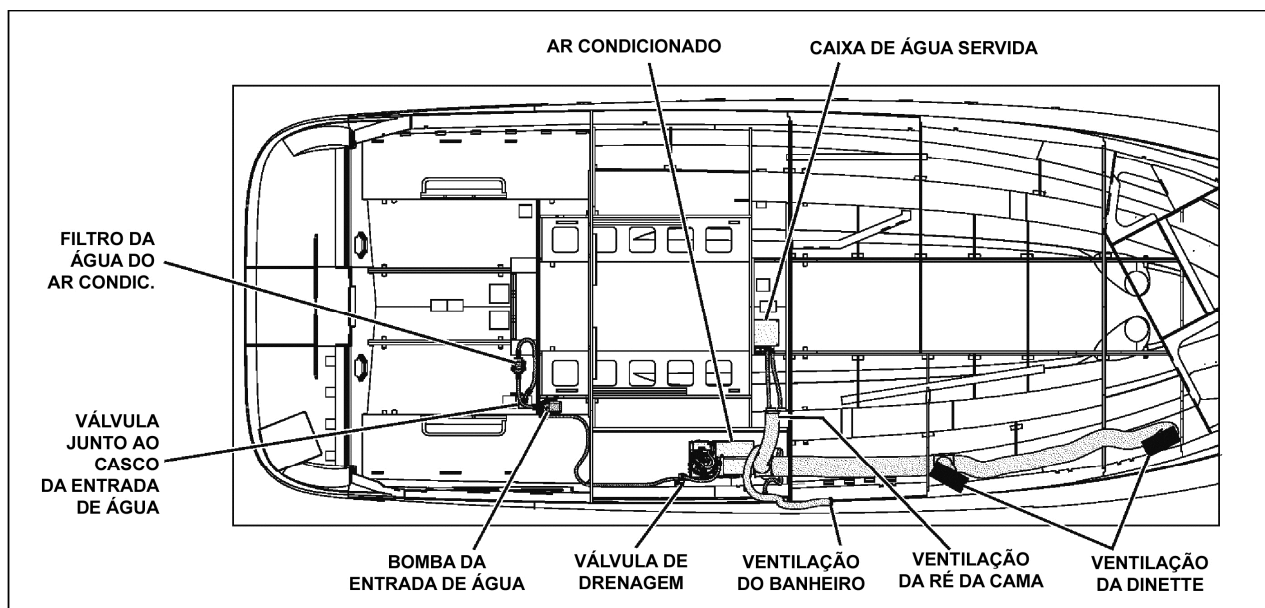 AR CONDICIONADO
CAIXA DE ÁGUA SERVIDA
FILTRO DA
ÁGUA DO
AR CONDIC.
VÁLVULA
JUNTO AO
CASCO
DA ENTRADA
DE ÁGUA
BOMBA DA
ENTRADA DE ÁGUA
VÁLVULA DE
DRENAGEM
VENTILAÇÃO
DO BANHEIRO
VENTILAÇÃO
DA RÉ DA CAMA
VENTILAÇÃO
DA DINETTE